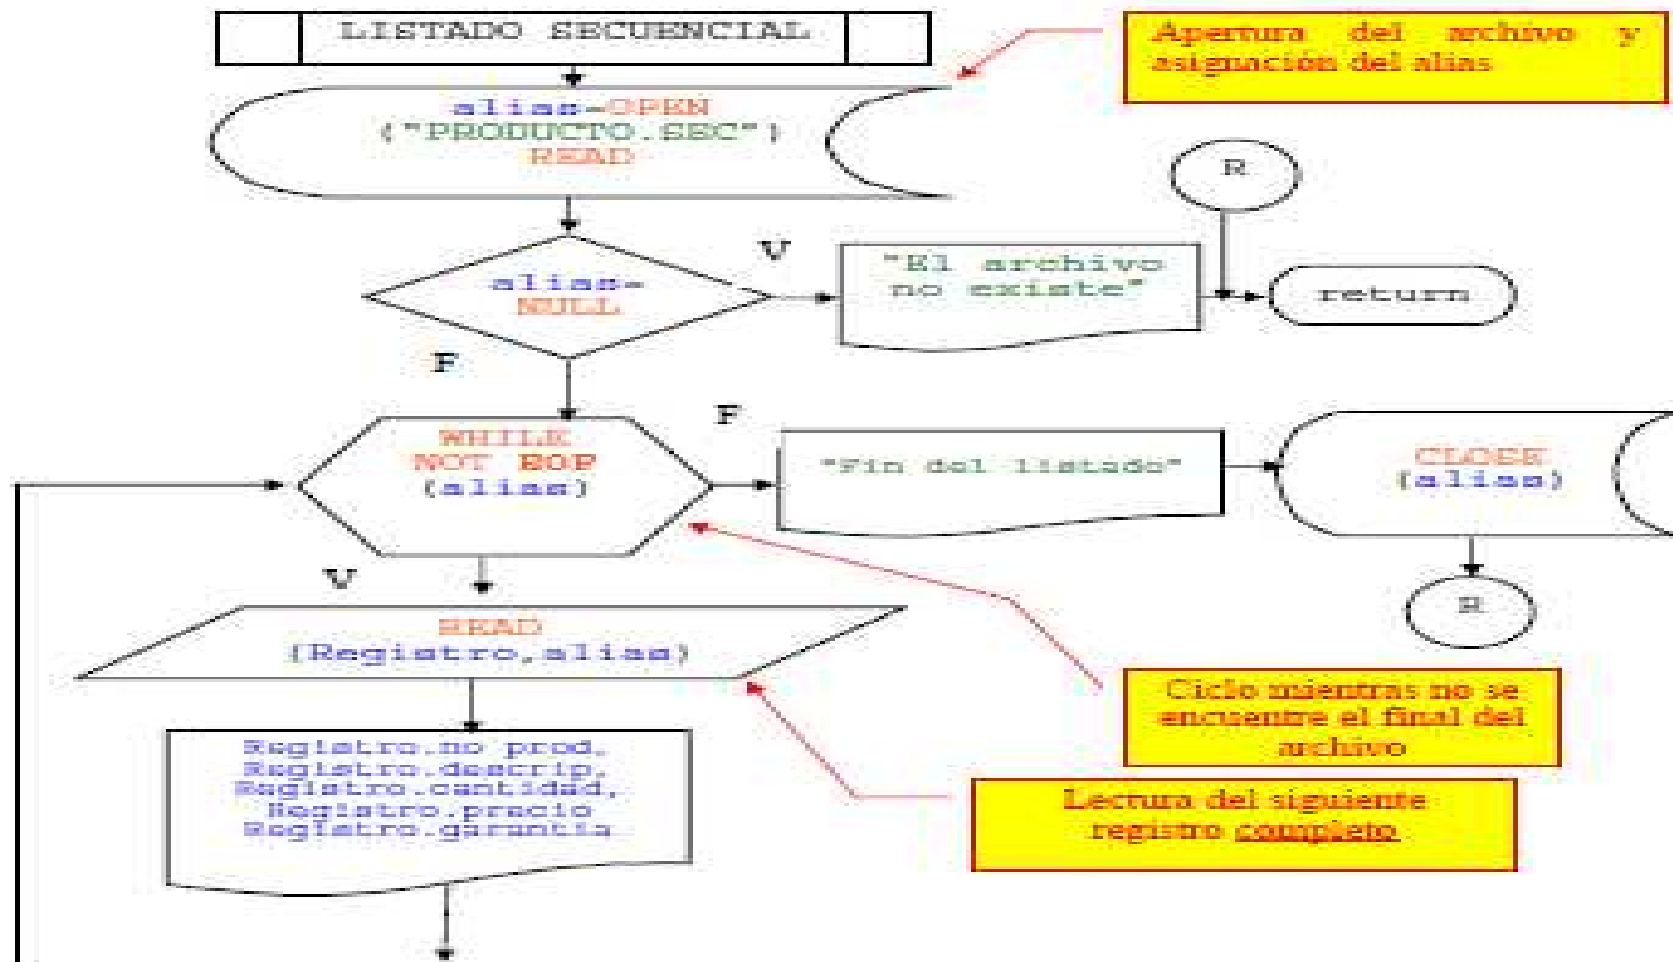 LISTADO SECUENCIAL
Apertura del archivo y
asignación del alias
alias=OPEN
("PRODUCTO.SEC")
READ
R
V
"El archivo
no existe"
return
alias=
NULL
F
F
WHILE
NOT EOF
(alias)
"Fin del listado"
CLOSE
(alias)
R
V
READ
(Registro,alias)
Ciclo mientras no se
encuentre el final del
archivo
Registro.no prod,
Registro.descrip,
Registro.cantidad,
Registro.precio
Registro.garantia
Lectura del siguiente
registro completo